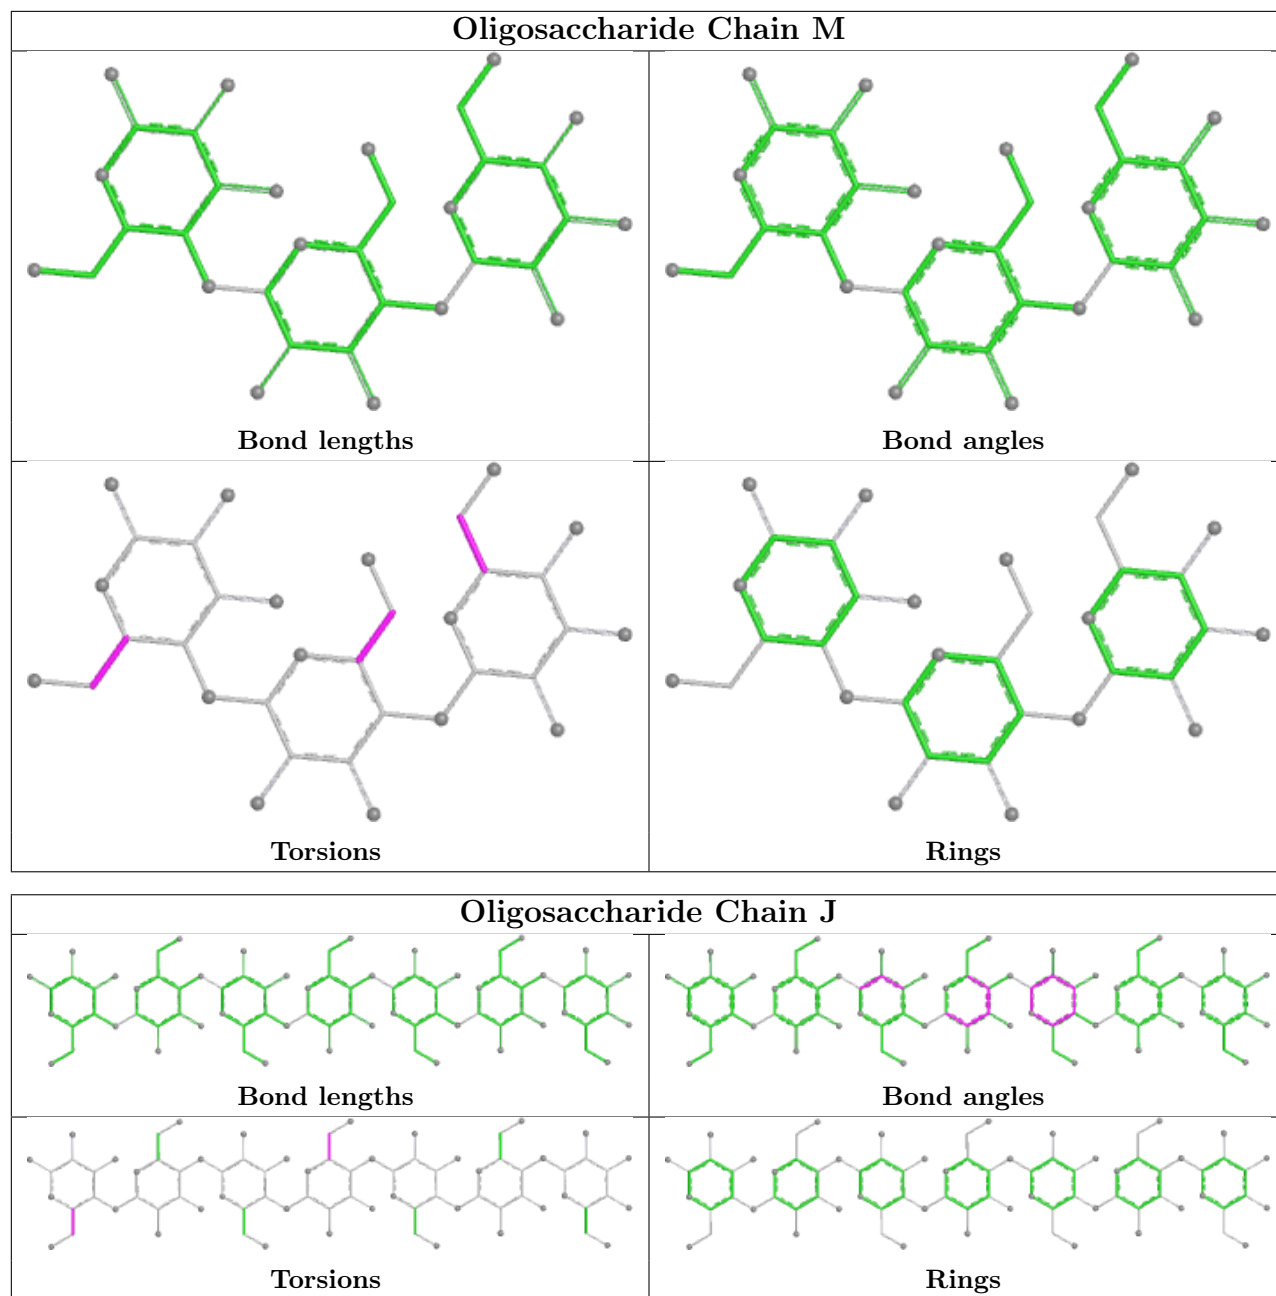 Oligosaccharide Chain M
Bond lengths
Bond angles
Torsions
Rings
Oligosaccharide Chain J
Bond lengths
Bond angles
Torsions
Rings